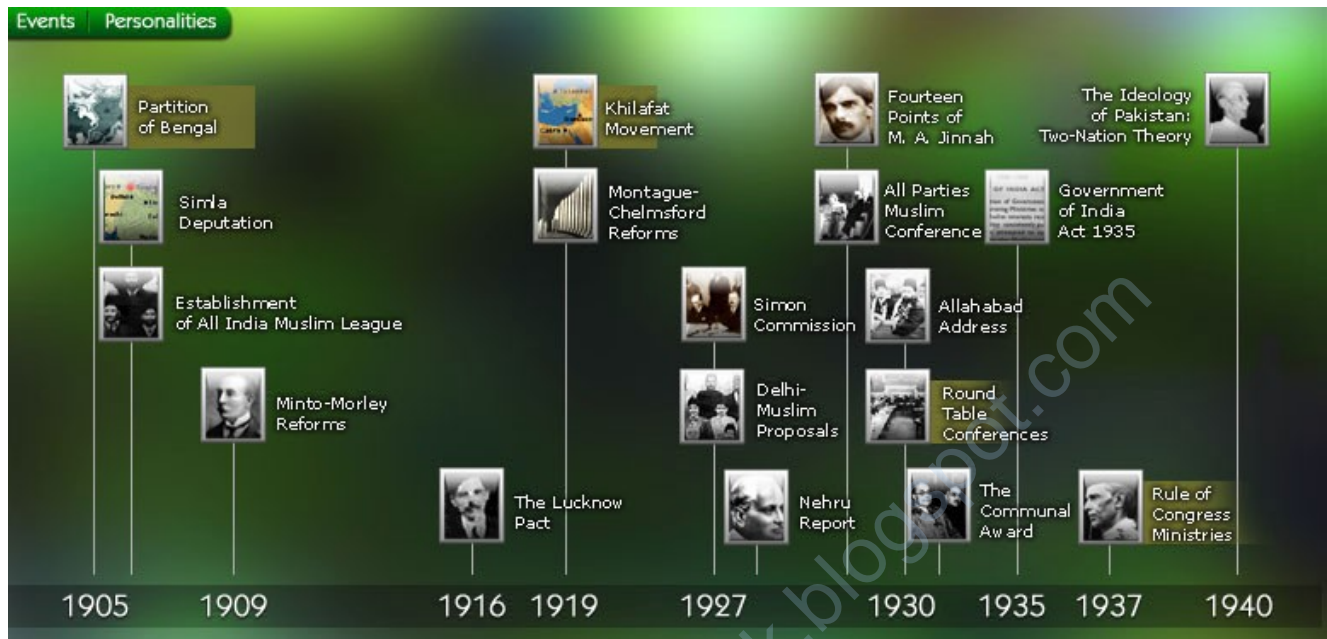 Events Personalities
Partition
of Bengal
Simla
Deputation
Establishment
of All India Muslim League
Minto-Morley
Reforms
The Lucknow
Pact
Khilafat
Movement
Montague-
Chelmsford
Reforms
Simon
Commission
Delhi-
Muslim
Proposals
Nehru
Report
Fourteen
Points of
M. A. Jinnah
All Parties
Muslim
Conference
Allahabad
Address
Round
Table
Conferences
The
Communal
Award
Government
of India
Act 1935
Rule of
Congress
Ministries
The Ideology
of Pakistan:
Two-Nation Theory
1905 1909 1916 1919 1927 1930 1935 1937 1940
k.blogspot.com